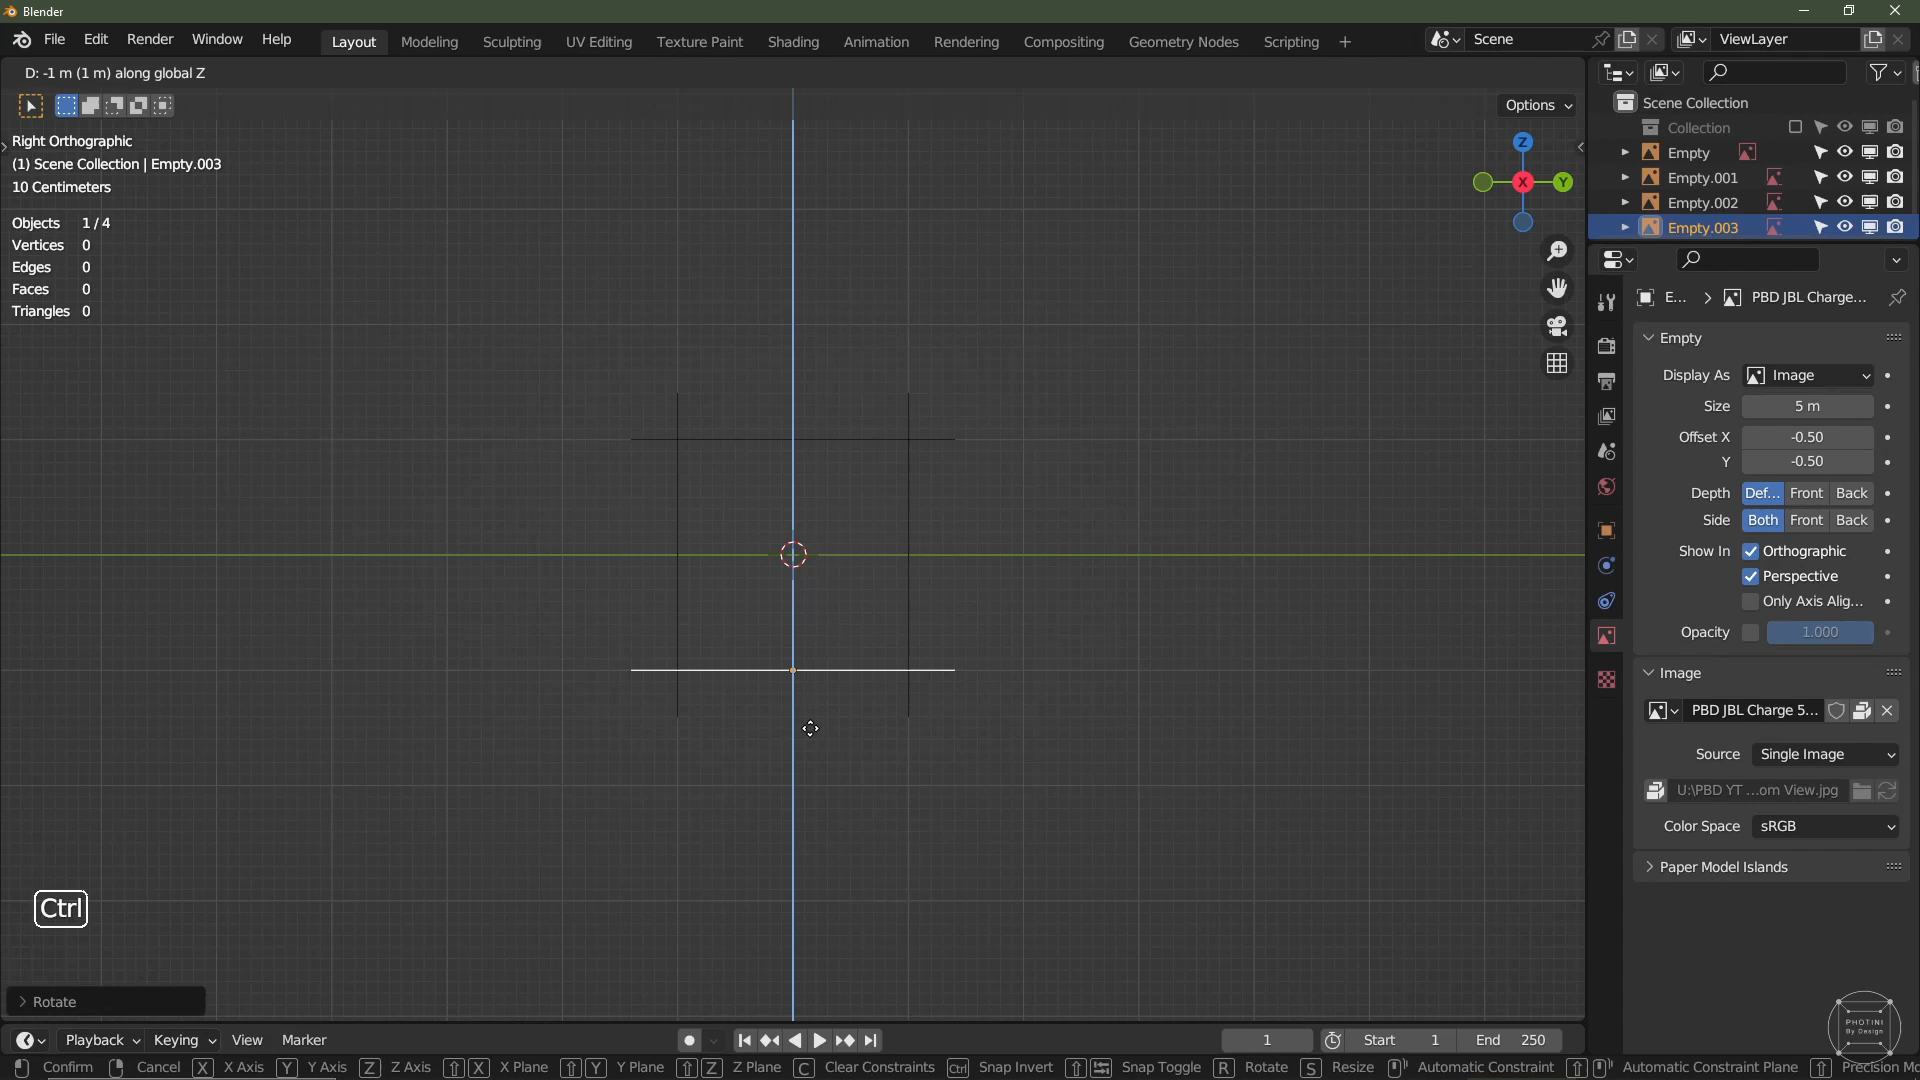 Blender
File Edit Render Window Help Layout Modeling Sculpting UV Editing Texture Paint Shading Animation Rendering Compositing Geometry Nodes Scripting + Scene ViewLayer
D: -1 m (1 m) along global Z
Options
Right Orthographic
(1) Scene Collection | Empty.003
10 Centimeters
Objects 1 / 4
Vertices 0
Edges 0
Faces 0
Triangles 0
Z
X
Y
Scene Collection
Collection
Empty
Empty.001
Empty.002
Empty.003
E... PBD JBL Charge...
Empty
Display As Image
Size 5 m
Offset X -0.50
Y -0.50
Depth Def... Front Back
Side Both Front Back
Show In Orthographic
Perspective
Only Axis Alig...
Opacity 1.000
Image
PBD JBL Charge 5...
Source Single Image
U:\PBD YT ...om View.jpg
Color Space sRGB
Paper Model Islands
Ctrl
Rotate
PHOTINI
By Design
Playback Keying View Marker 1 Start 1 End 250
Confirm Cancel X X Axis Y Y Axis Z Z Axis X X Plane Y Y Plane Z Z Plane C Clear Constraints Ctrl Snap Invert Snap Toggle R Rotate S Resize Automatic Constraint Automatic Constraint Plane Precision Mo